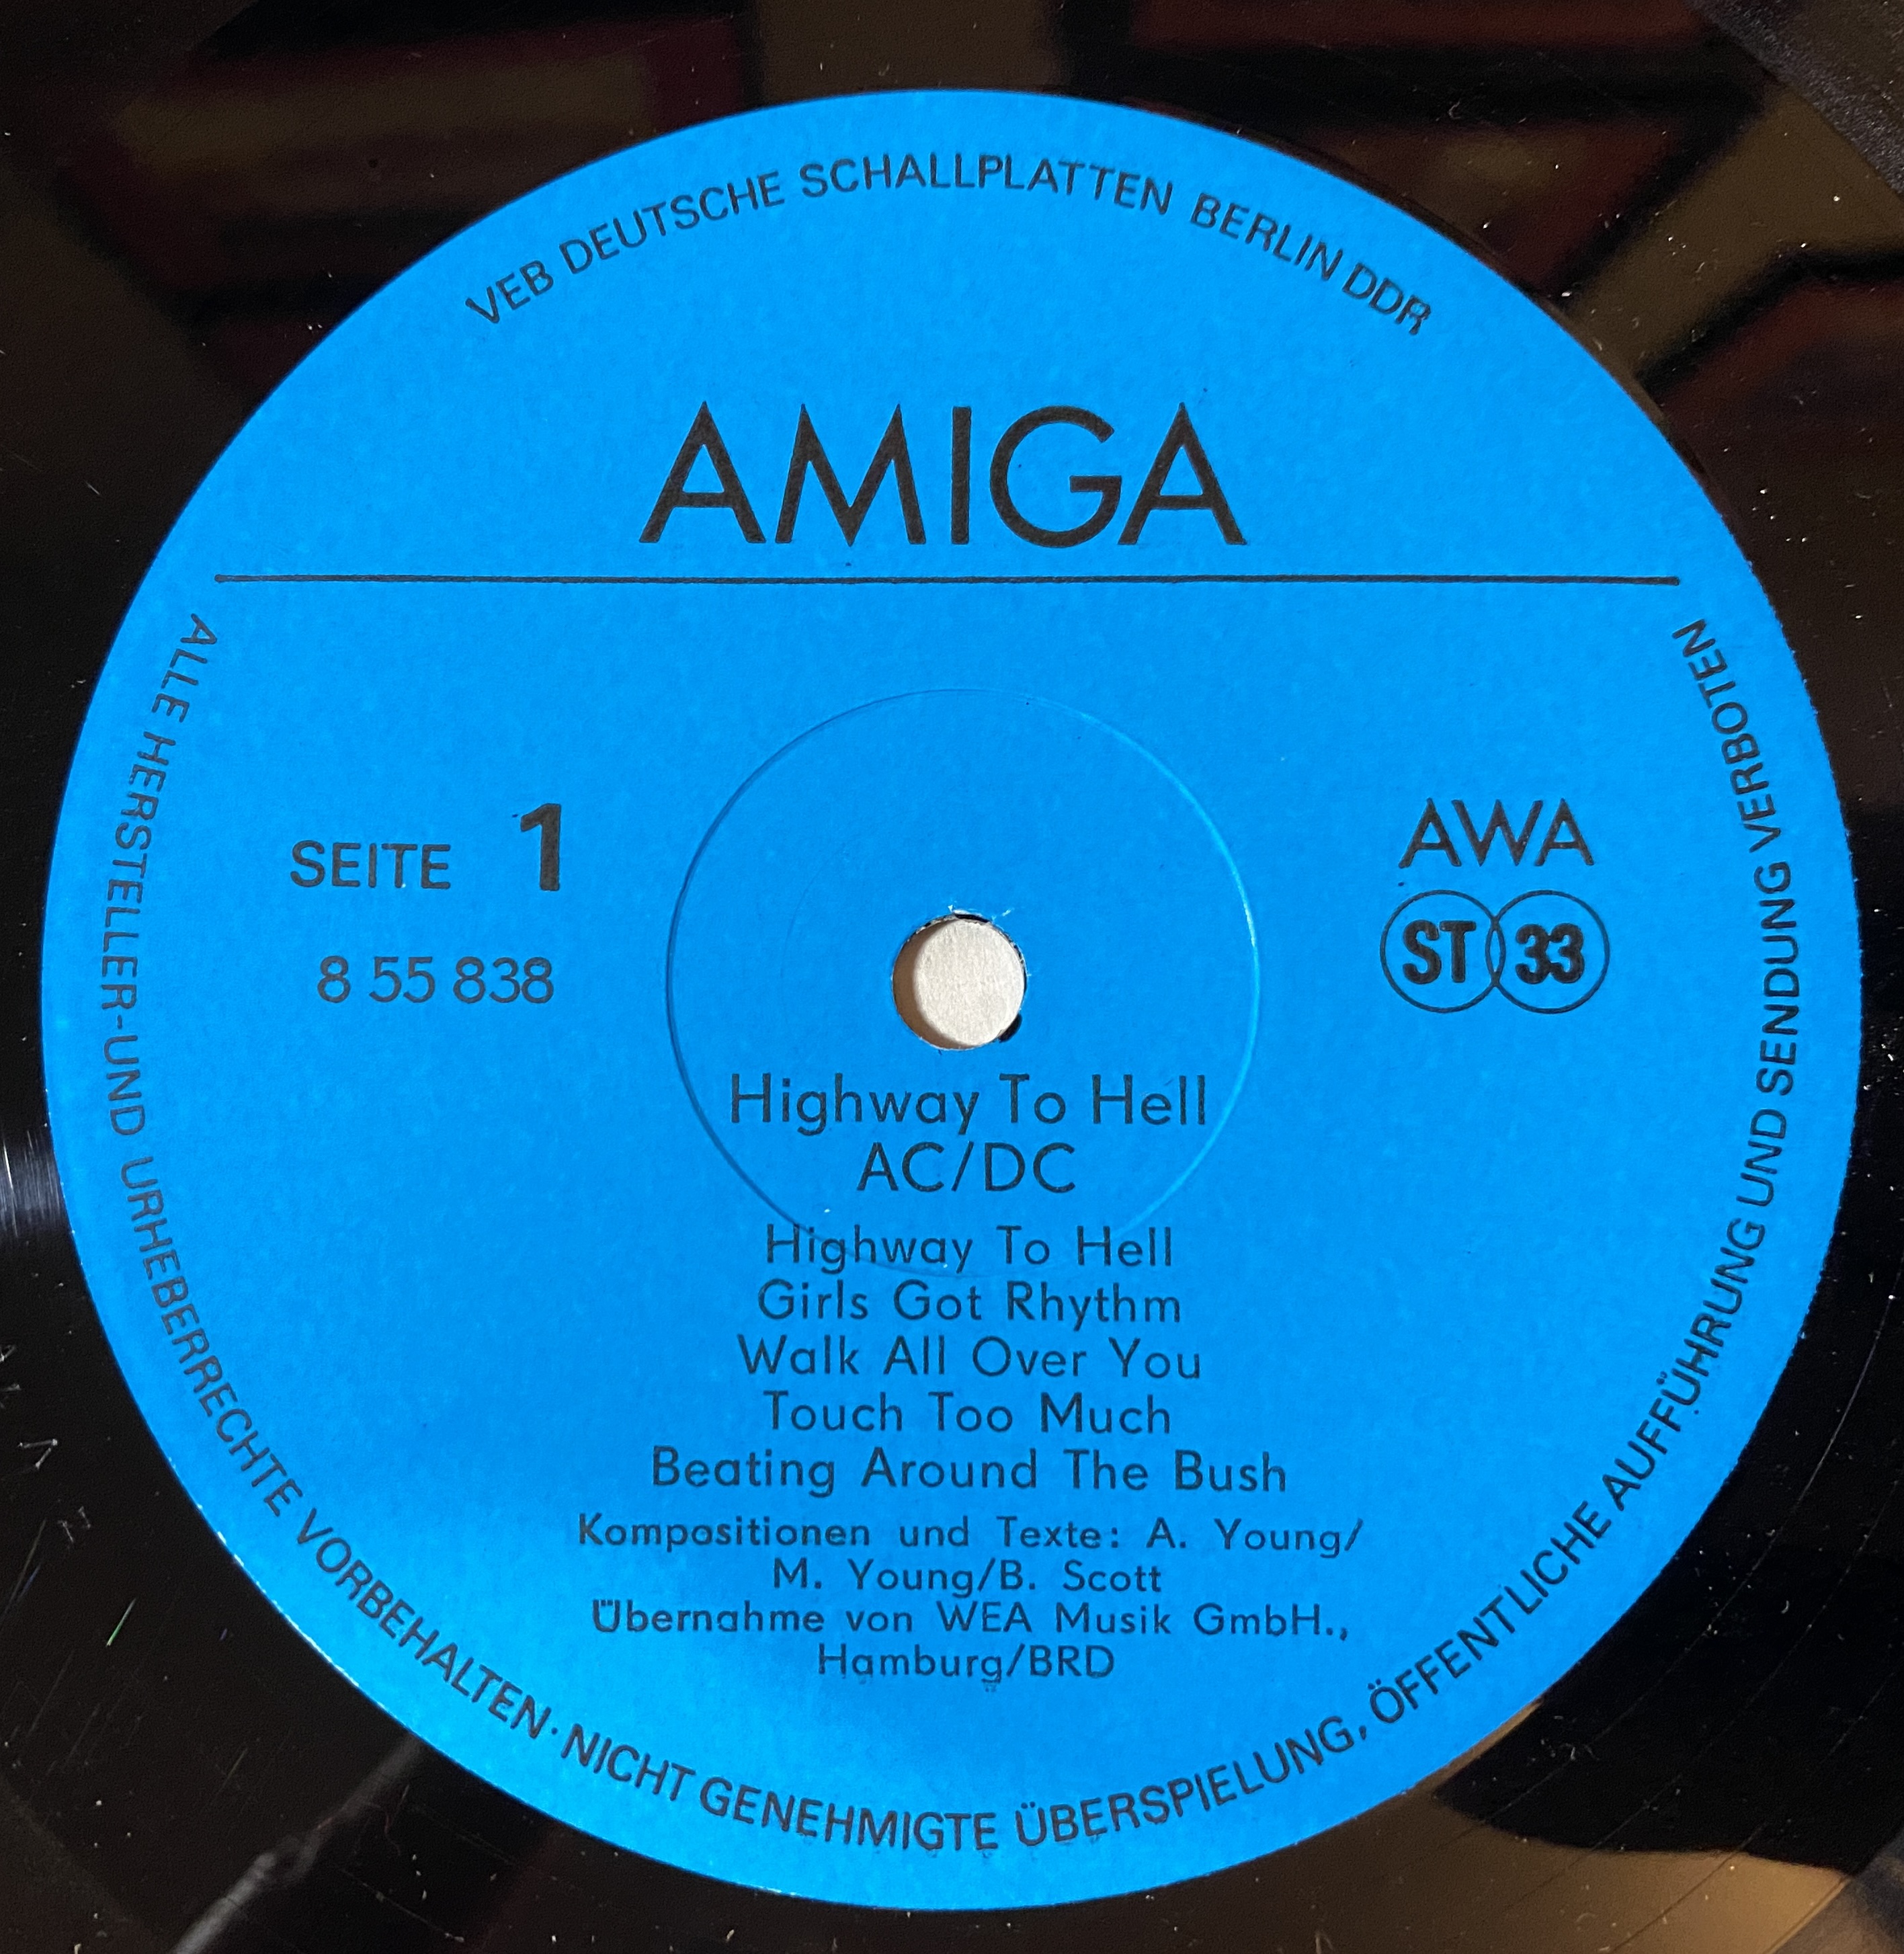 VEB DEUTSCHE SCHALLPLATTEN BERLIN DDR
AMIGA
SEITE 1
8 55 838
AWA
ST 33
Highway To Hell
AC/DC
Highway To Hell
Girls Got Rhythm
Walk All Over You
Touch Too Much
Beating Around The Bush
Kompositionen und Texte: A. Young/
M. Young/B. Scott
Übernahme von WEA Musik GmbH.,
Hamburg/BRD
ALLE HERSTELLER-UND URHEBERRECHTE VORBEHALTEN · NICHT GENEHMIGTE ÜBERSPIELUNG, ÖFFENTLICHE AUFFÜHRUNG UND SENDUNG VERBOTEN